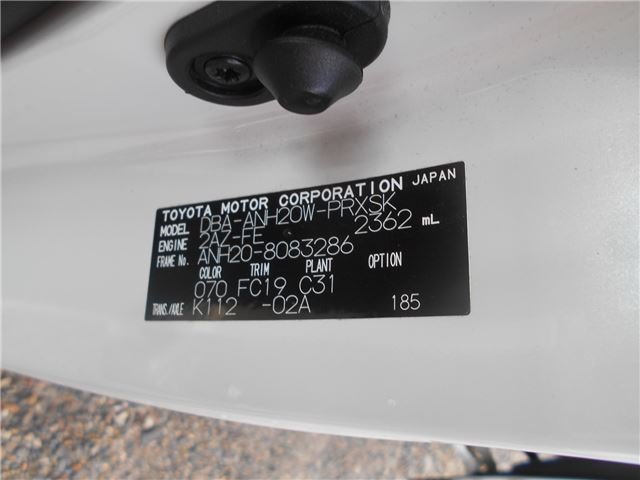 TOYOTA MOTOR CORPORATION JAPAN
MODEL DBA-ANH20W-PRXSK
ENGINE 2AZ-FE 2362 mL
FRAME No. ANH20-8083286
COLOR TRIM PLANT OPTION
070 FC19 C31
TRANS./AXLE K112 -02A 185